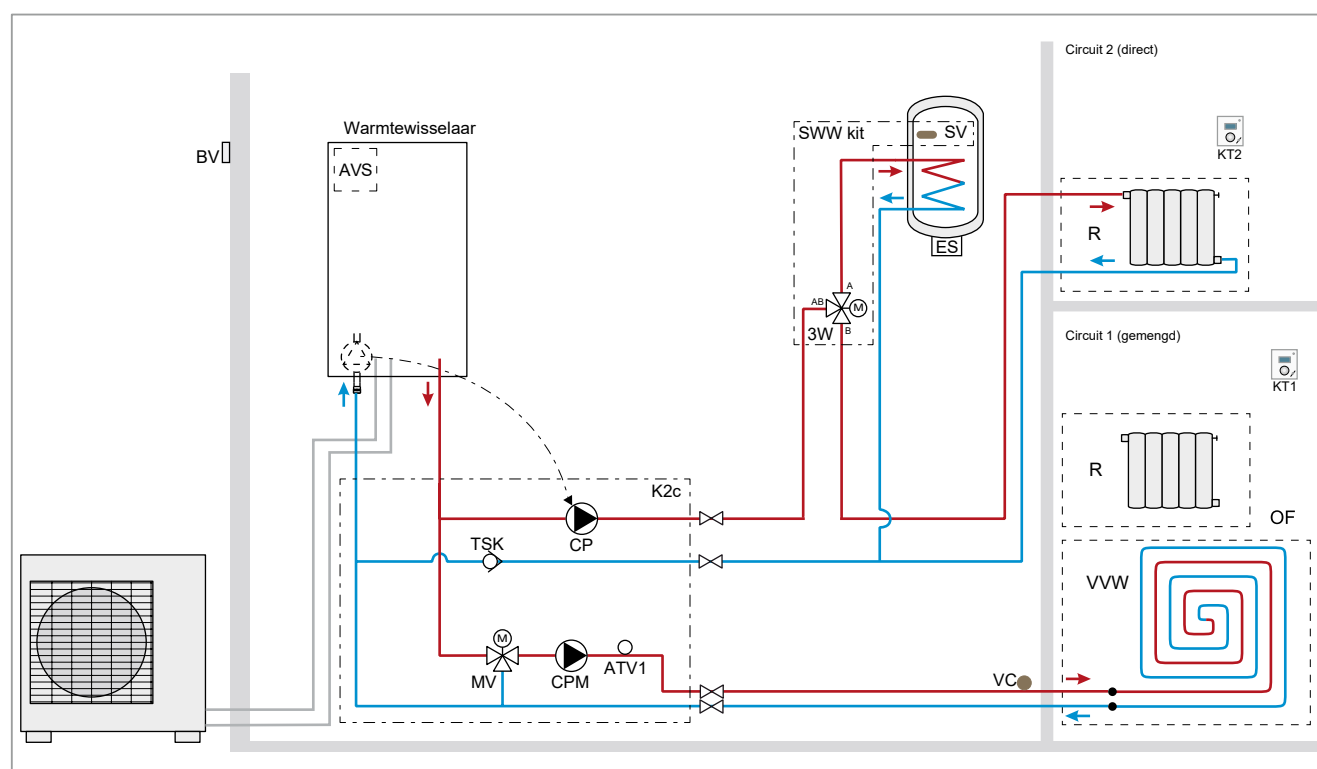 Circuit 2 (direct)
Warmtewisselaar
SWW kit
SV
BV
AVS
KT2
R
ES
A
AB
M
3W
B
Circuit 1 (gemengd)
KT1
R
K2c
OF
TSK
CP
VVW
M
MV
CPM
ATV1
VC